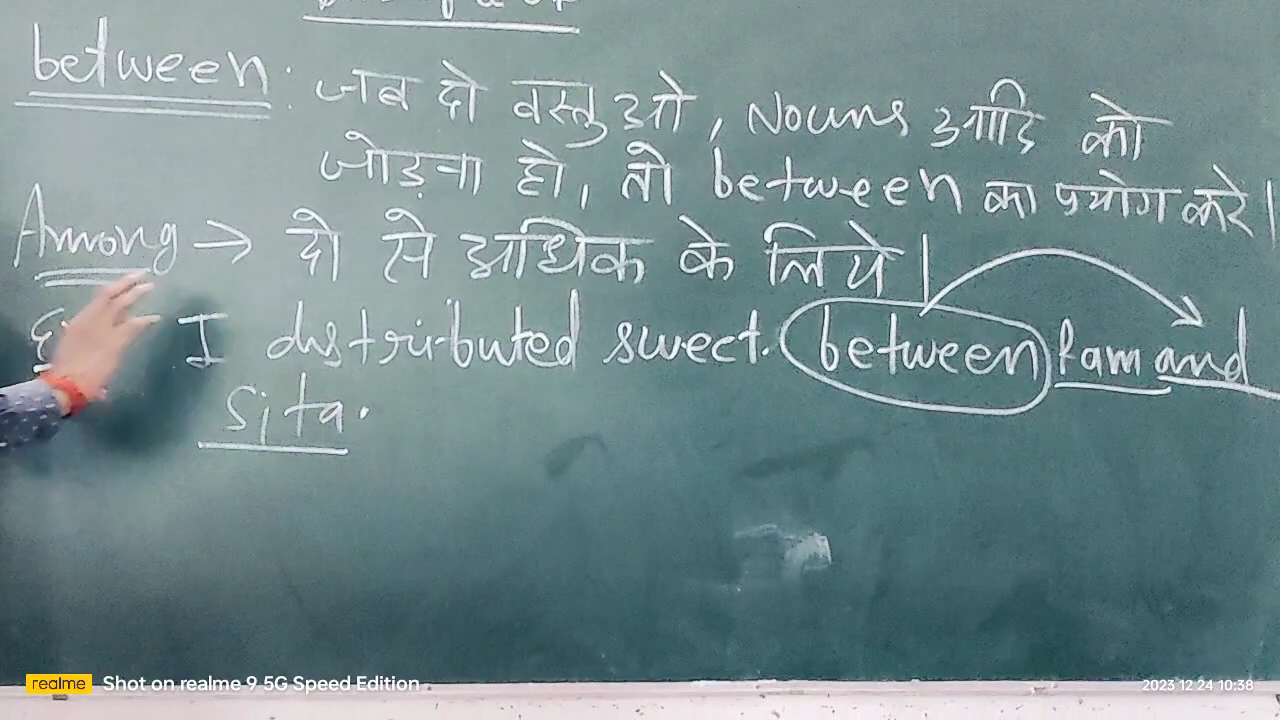 between : जब दो वस्तुओ, Nouns आदि को
जोड़ना हो, तो between का प्रयोग करे।
Among → दो से अधिक के लिये।
I distributed sweet. between Ram and
Sita.
realme Shot on realme 9 5G Speed Edition
2023 12 24 10:38